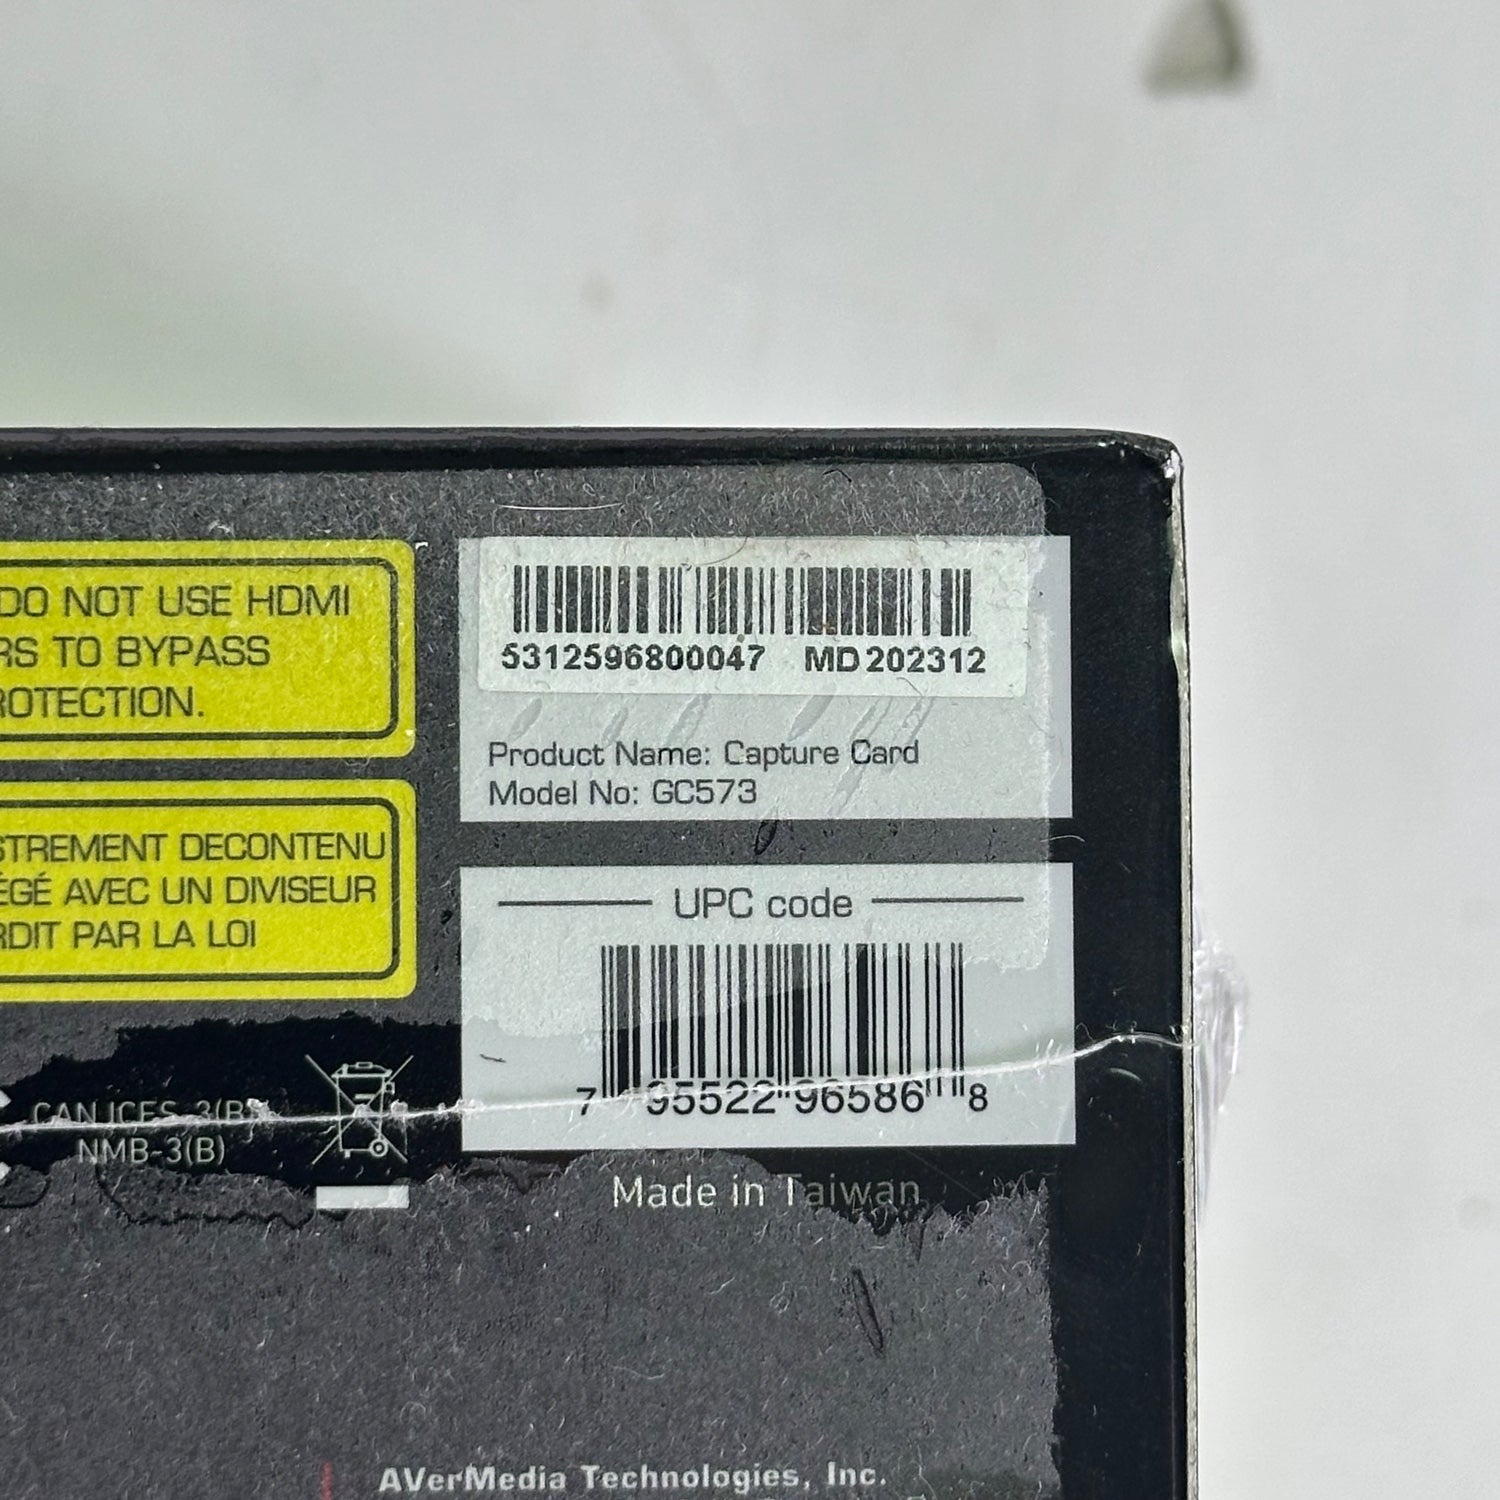 DO NOT USE HDMI
RS TO BYPASS
ROTECTION.
STREMENT DECONTENU
ÉGÉ AVEC UN DIVISEUR
RDIT PAR LA LOI
5312596800047 MD202312
Product Name: Capture Card
Model No: GC573
UPC code
7 95522 96586 8
CAN ICES-3(B)/
NMB-3(B)
Made in Taiwan
AVerMedia Technologies, Inc.